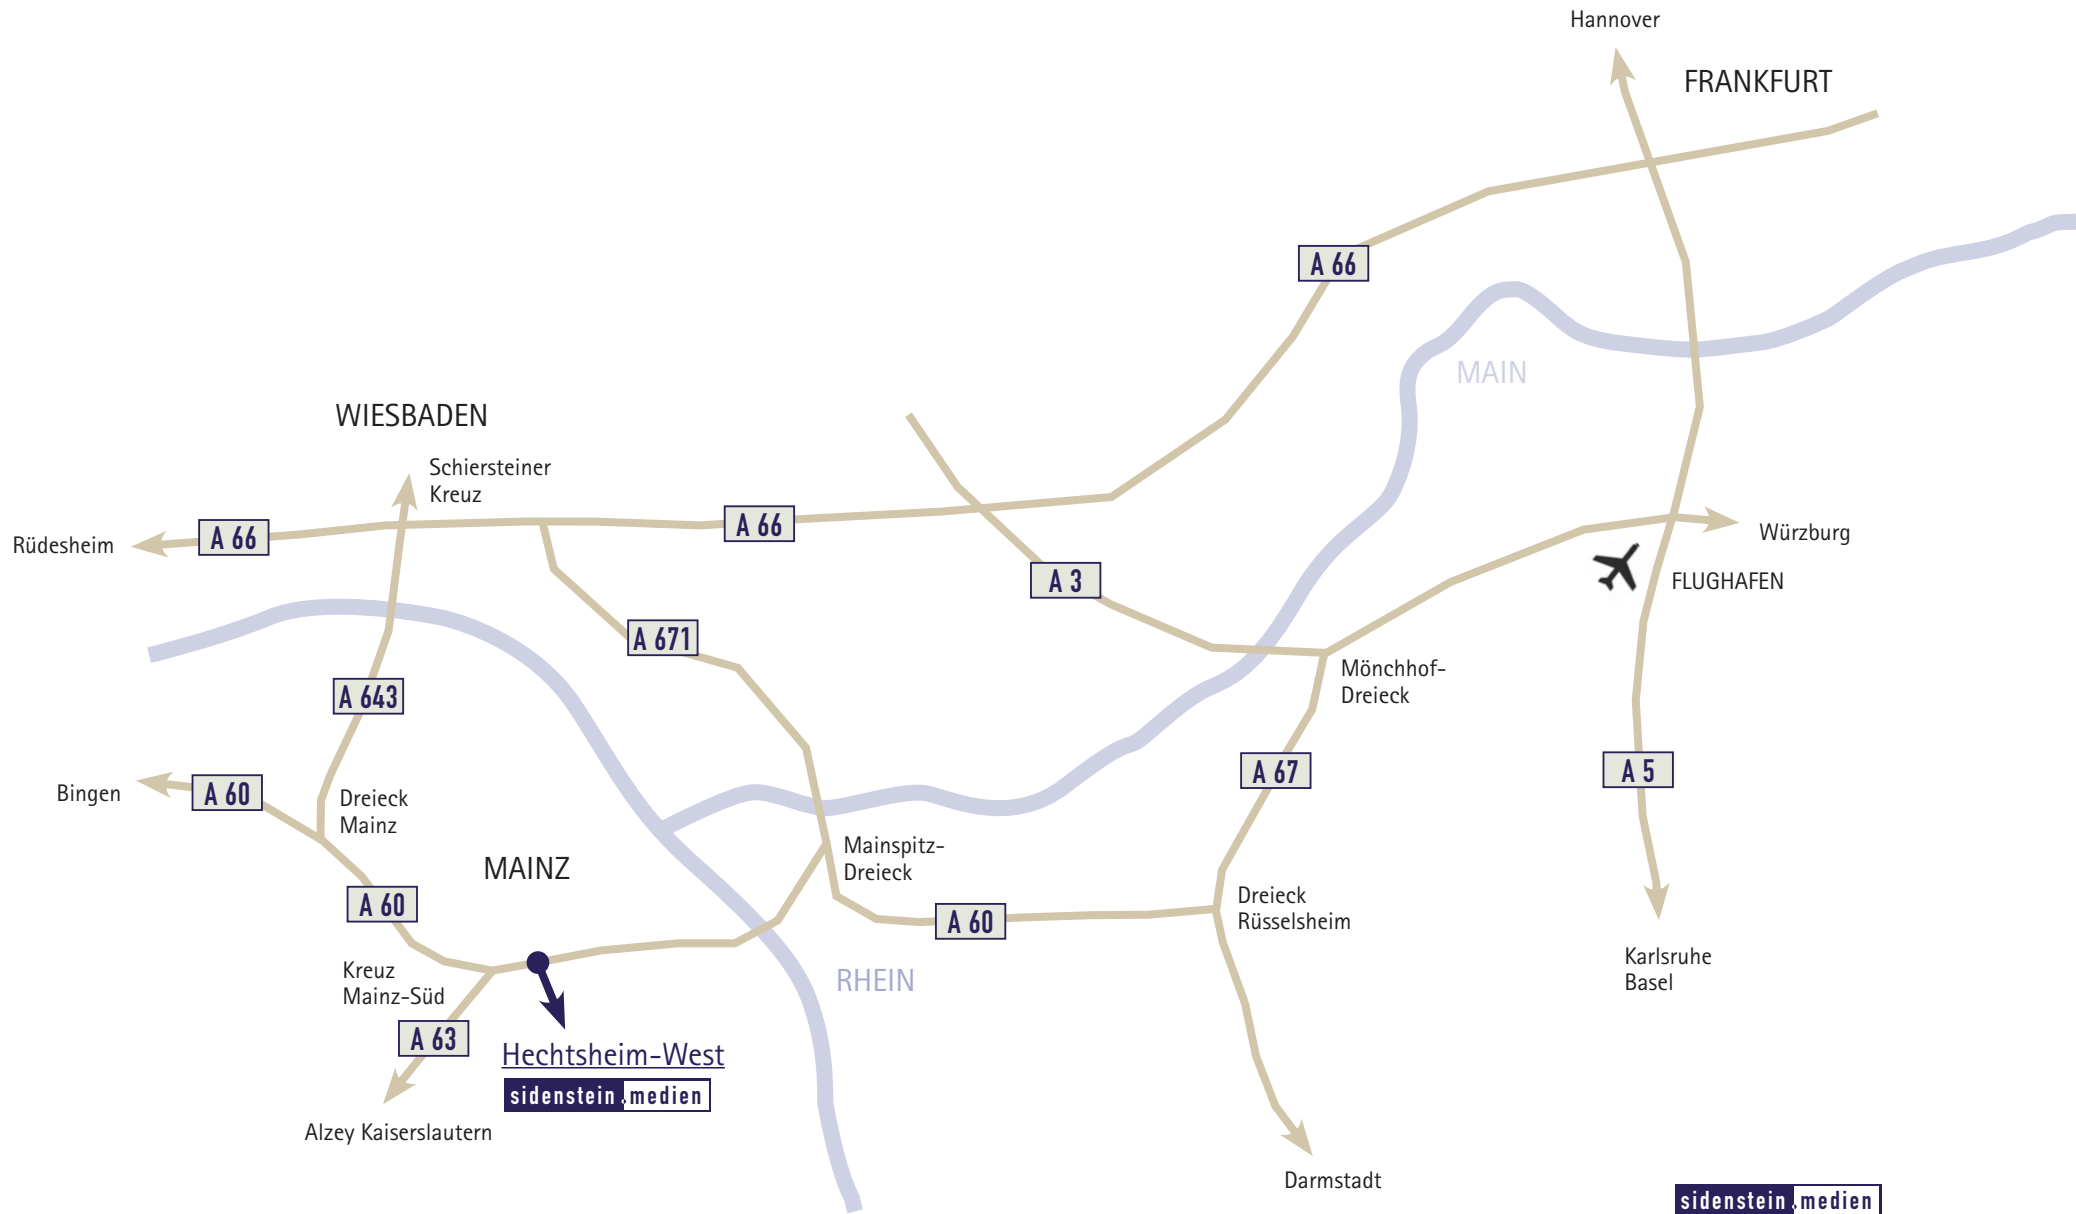 Hannover
FRANKFURT
A 66
MAIN
WIESBADEN
Schiersteiner
Kreuz
A 66
A 66
Rüdesheim
Würzburg
A 3
FLUGHAFEN
A 671
Mönchhof-
Dreieck
A 643
A 67
A 5
Bingen
A 60
Dreieck
Mainz
MAINZ
Mainspitz-
Dreieck
A 60
Dreieck
Rüsselsheim
A 60
Kreuz
Mainz-Süd
RHEIN
Karlsruhe
Basel
A 63
Hechtsheim-West
sidenstein.medien
Alzey Kaiserslautern
Darmstadt
sidenstein.medien